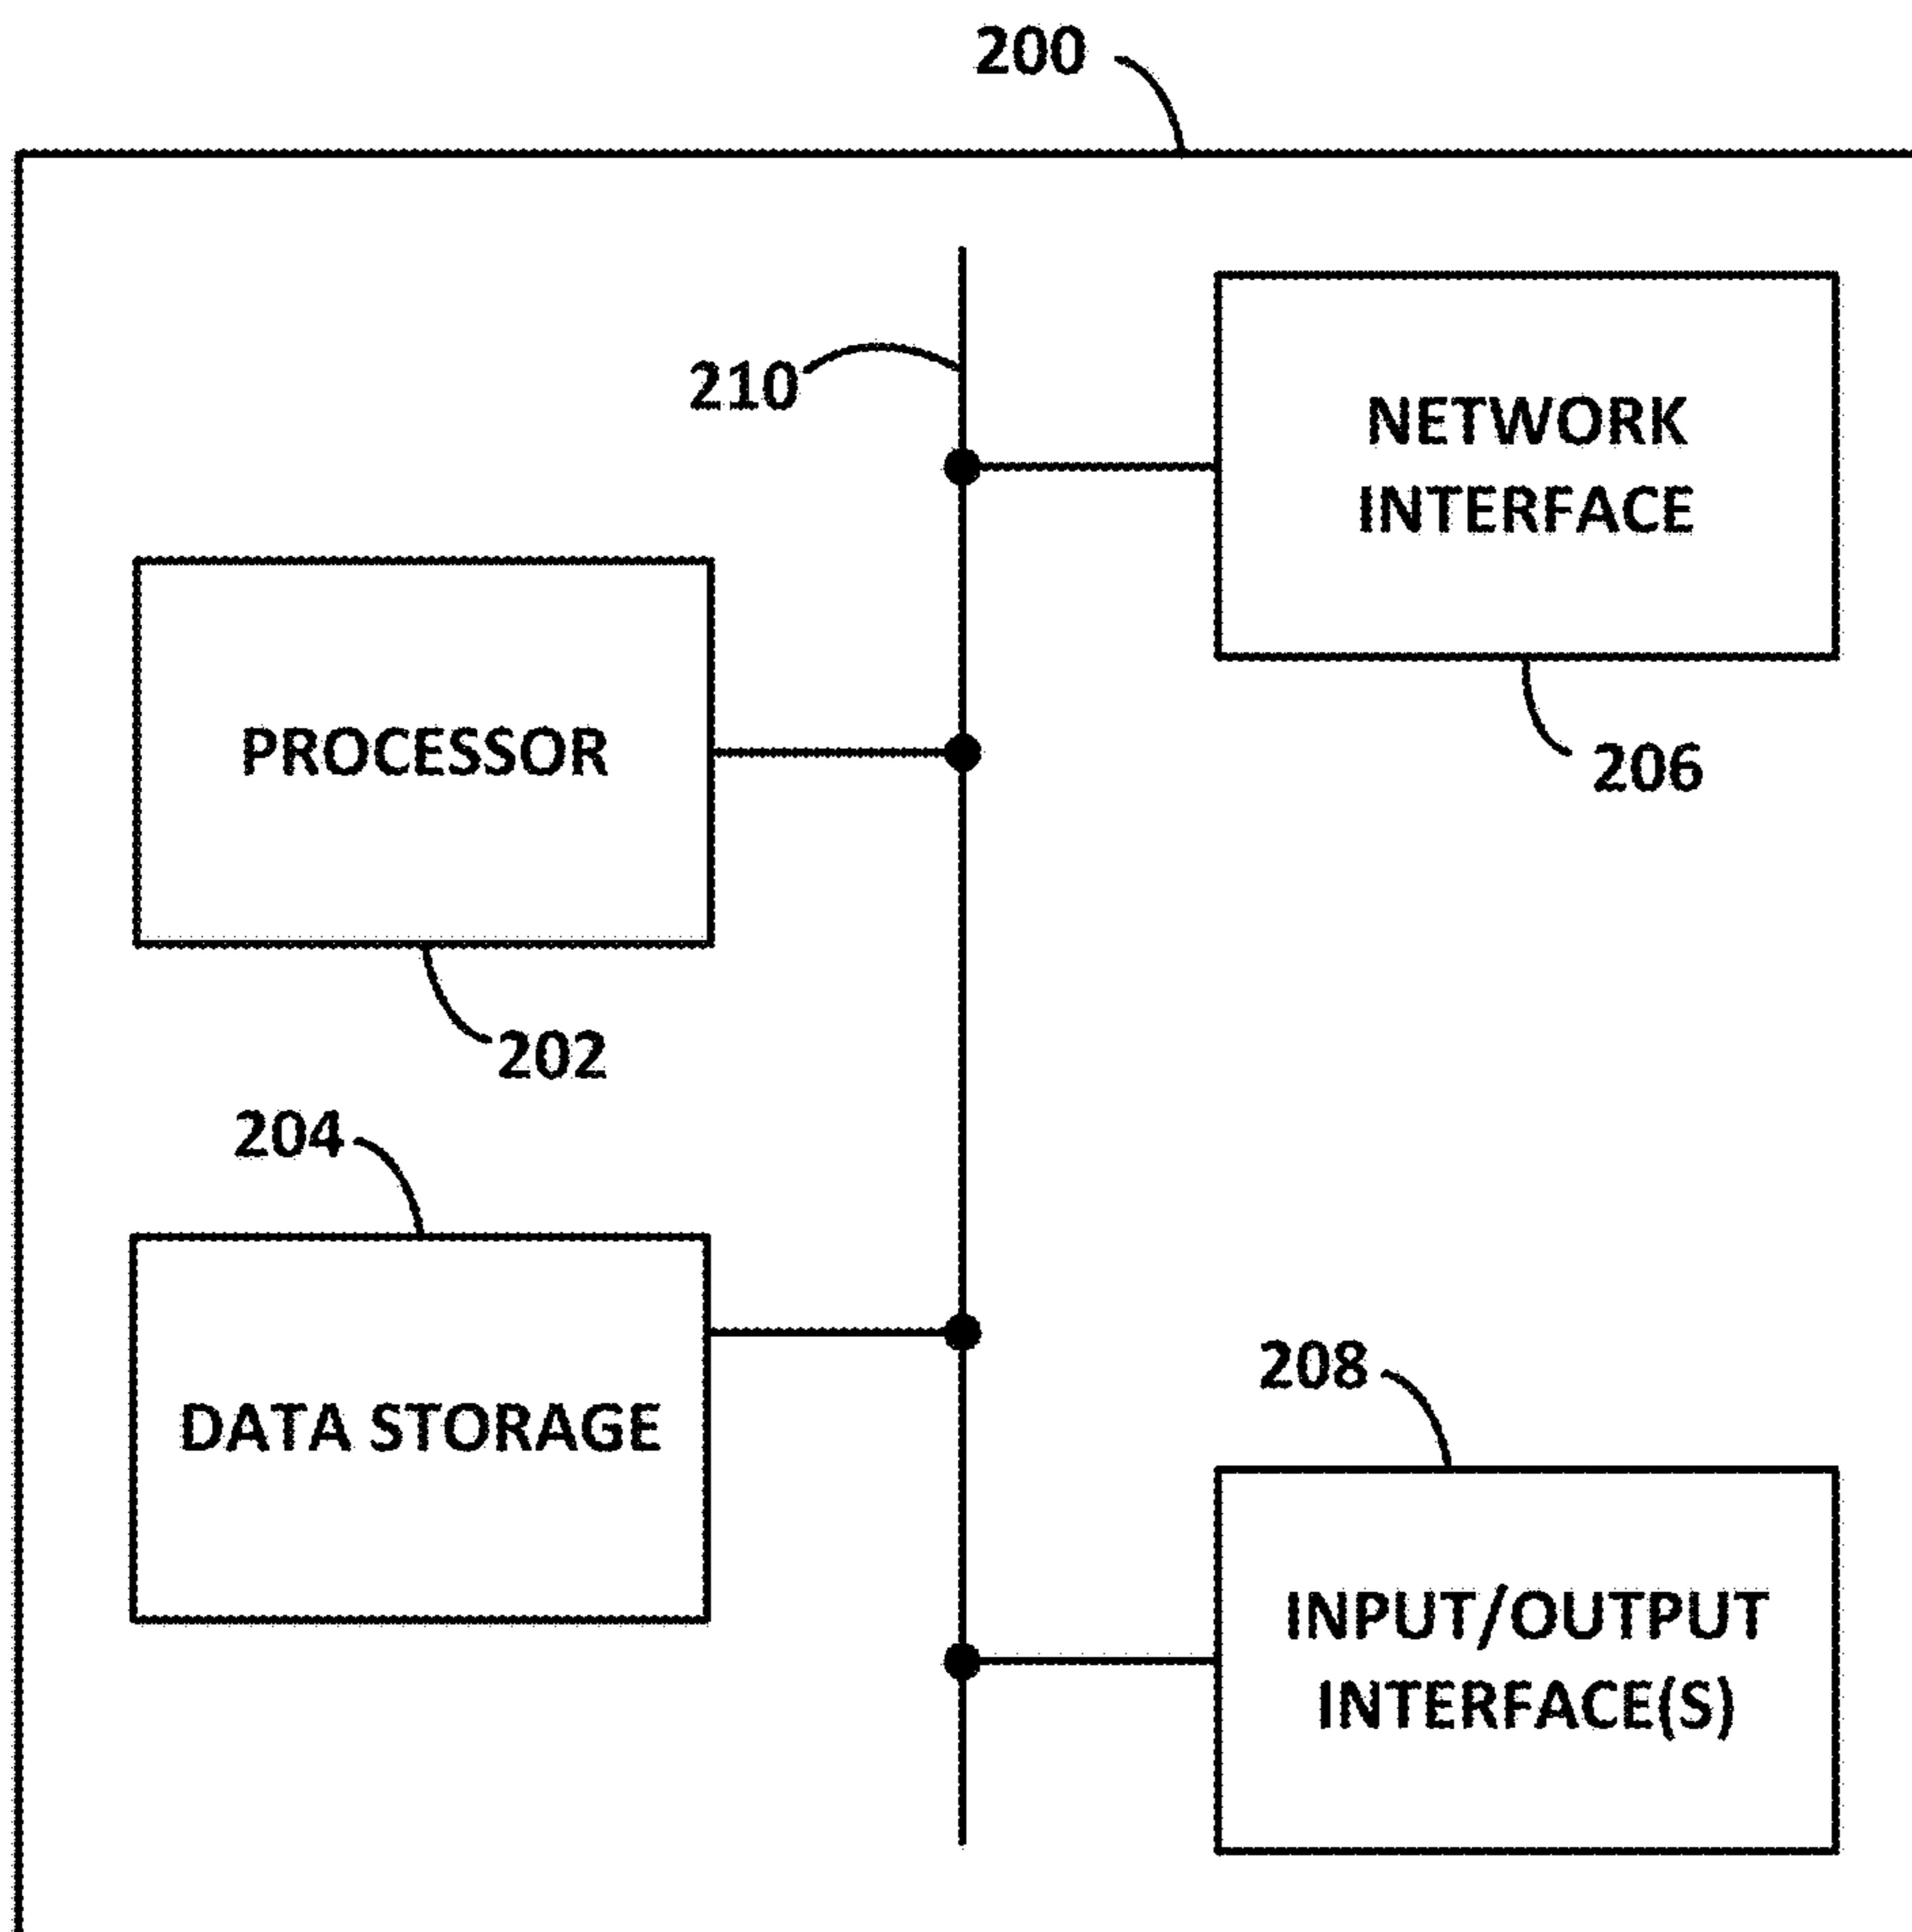 200
210
NETWORK
INTERFACE
206
PROCESSOR
202
204
DATA STORAGE
208
INPUT/OUTPUT
INTERFACE(S)